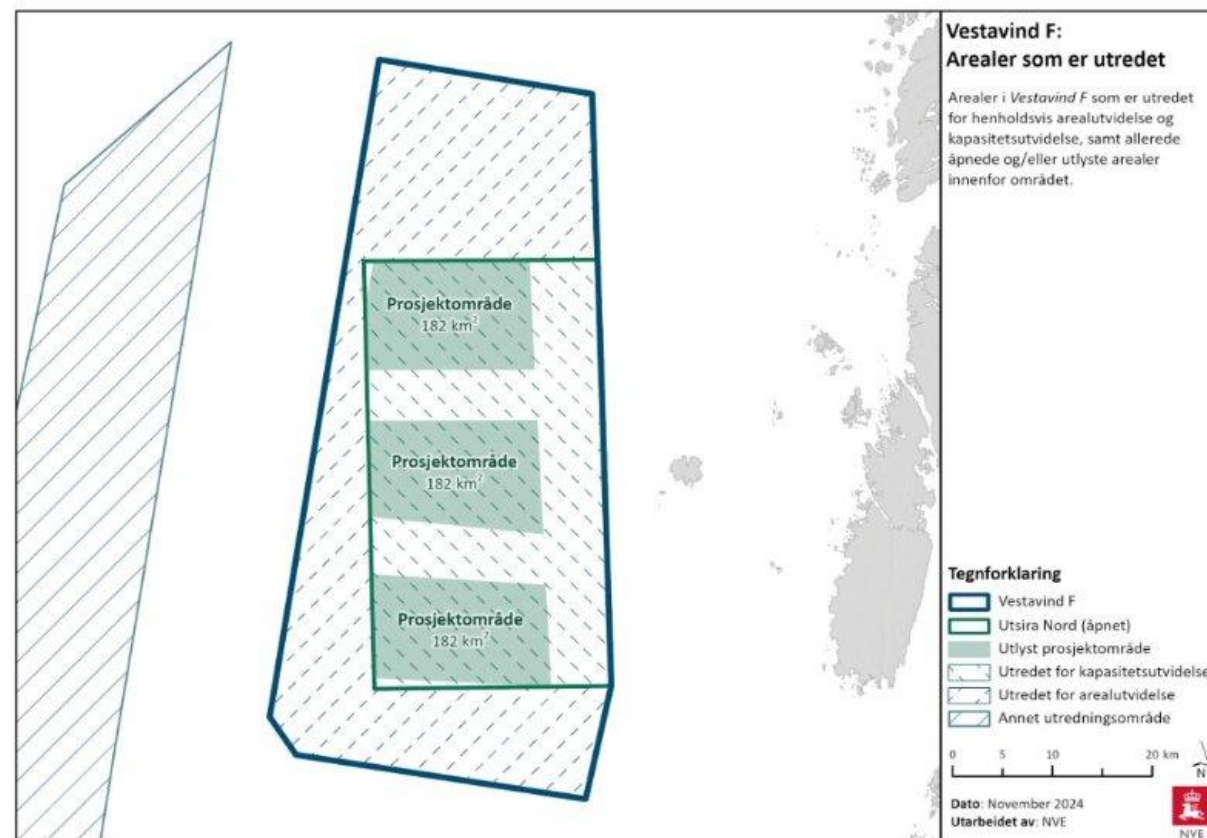 Vestavind F:
Arealer som er utredet
Arealer i Vestavind F som er utredet
for henholdsvis arealutvidelse og
kapasitetsutvidelse, samt allerede
åpnede og/eller utlyste arealer
innenfor området.
Prosjektområde
182 km²
Prosjektområde
182 km²
Prosjektområde
182 km²
Tegnforklaring
Vestavind F
Utsira Nord (åpnet)
Utlyst prosjektområde
Utredet for kapasitetsutvidelse
Utredet for arealutvidelse
Annet utredningsområde
0 5 10 20 km
N
Dato: November 2024
Utarbeidet av: NVE
NVE